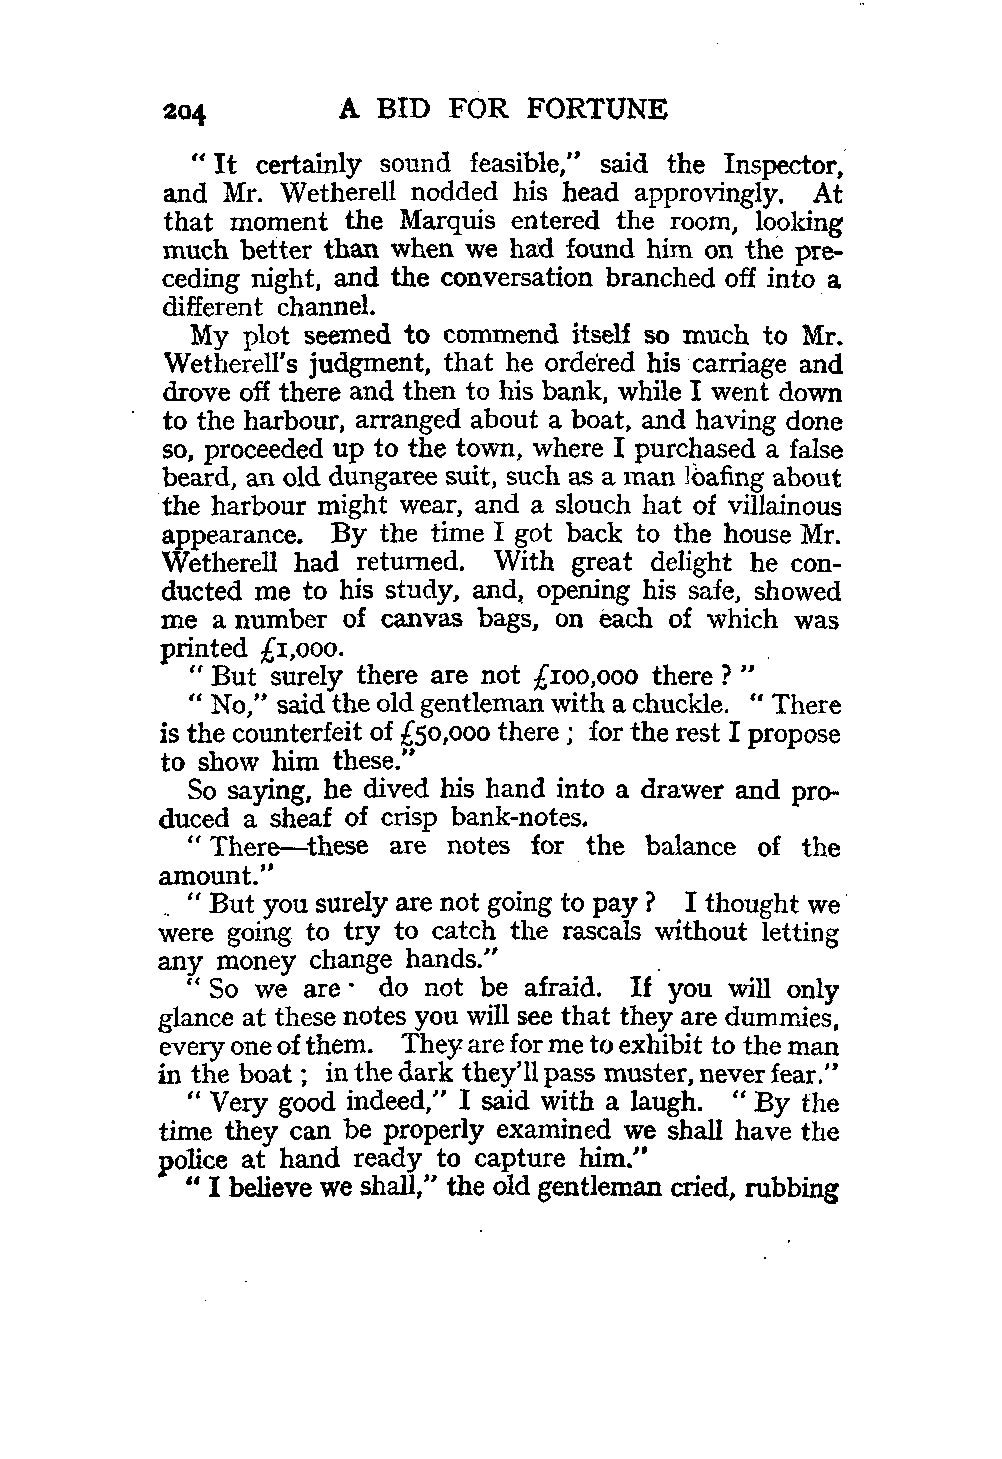 204 A BID FOR FORTUNE
" It certainly sound feasible," said the Inspector,
and Mr. Wetherell nodded his head approvingly. At
that moment the Marquis entered the room, looking
much better than when we had found him on the pre-
ceding night, and the conversation branched off into a
different channel.
My plot seemed to commend itself so much to Mr.
Wetherell's judgment, that he ordered his carriage and
drove off there and then to his bank, while I went down
to the harbour, arranged about a boat, and having done
so, proceeded up to the town, where I purchased a false
beard, an old dungaree suit, such as a man loafing about
the harbour might wear, and a slouch hat of villainous
appearance. By the time I got back to the house Mr.
Wetherell had returned. With great delight he con-
ducted me to his study, and, opening his safe, showed
me a number of canvas bags, on each of which was
printed £1,000.
" But surely there are not £100,000 there ? "
" No," said the old gentleman with a chuckle. " There
is the counterfeit of £50,000 there ; for the rest I propose
to show him these."
So saying, he dived his hand into a drawer and pro-
duced a sheaf of crisp bank-notes.
" There—these are notes for the balance of the
amount."
" But you surely are not going to pay ? I thought we
were going to try to catch the rascals without letting
any money change hands."
" So we are · do not be afraid. If you will only
glance at these notes you will see that they are dummies,
every one of them. They are for me to exhibit to the man
in the boat ; in the dark they'll pass muster, never fear."
" Very good indeed," I said with a laugh. " By the
time they can be properly examined we shall have the
police at hand ready to capture him."
" I believe we shall," the old gentleman cried, rubbing